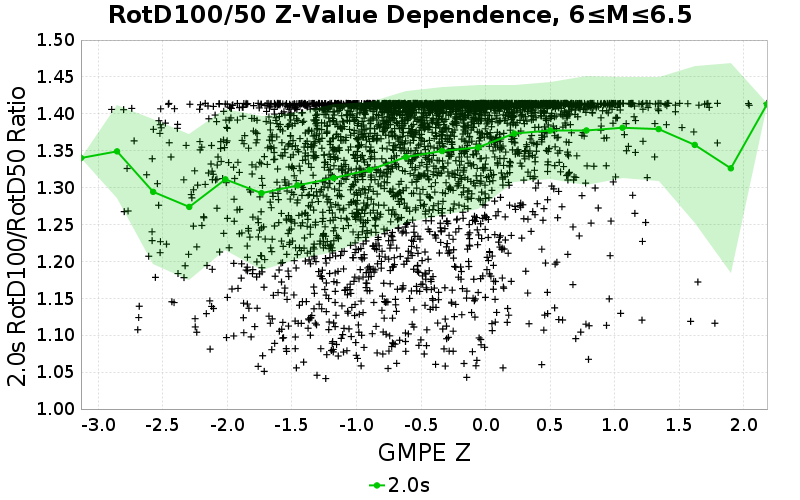 RotD100/50 Z-Value Dependence, 6≤M≤6.5
2.0s RotD100/RotD50 Ratio
1.50
1.45
1.40
1.35
1.30
1.25
1.20
1.15
1.10
1.05
1.00
-3.0 -2.5 -2.0 -1.5 -1.0 -0.5 0.0 0.5 1.0 1.5 2.0
GMPE Z
2.0s